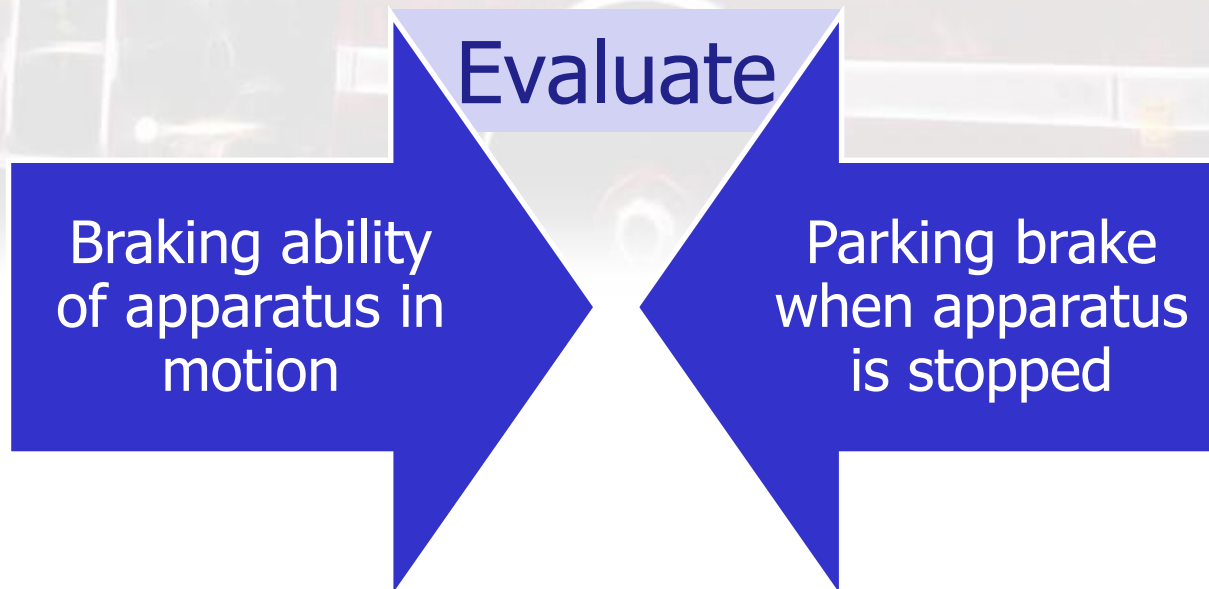 Evaluate
Braking ability
of apparatus in
motion
Parking brake
when apparatus
is stopped